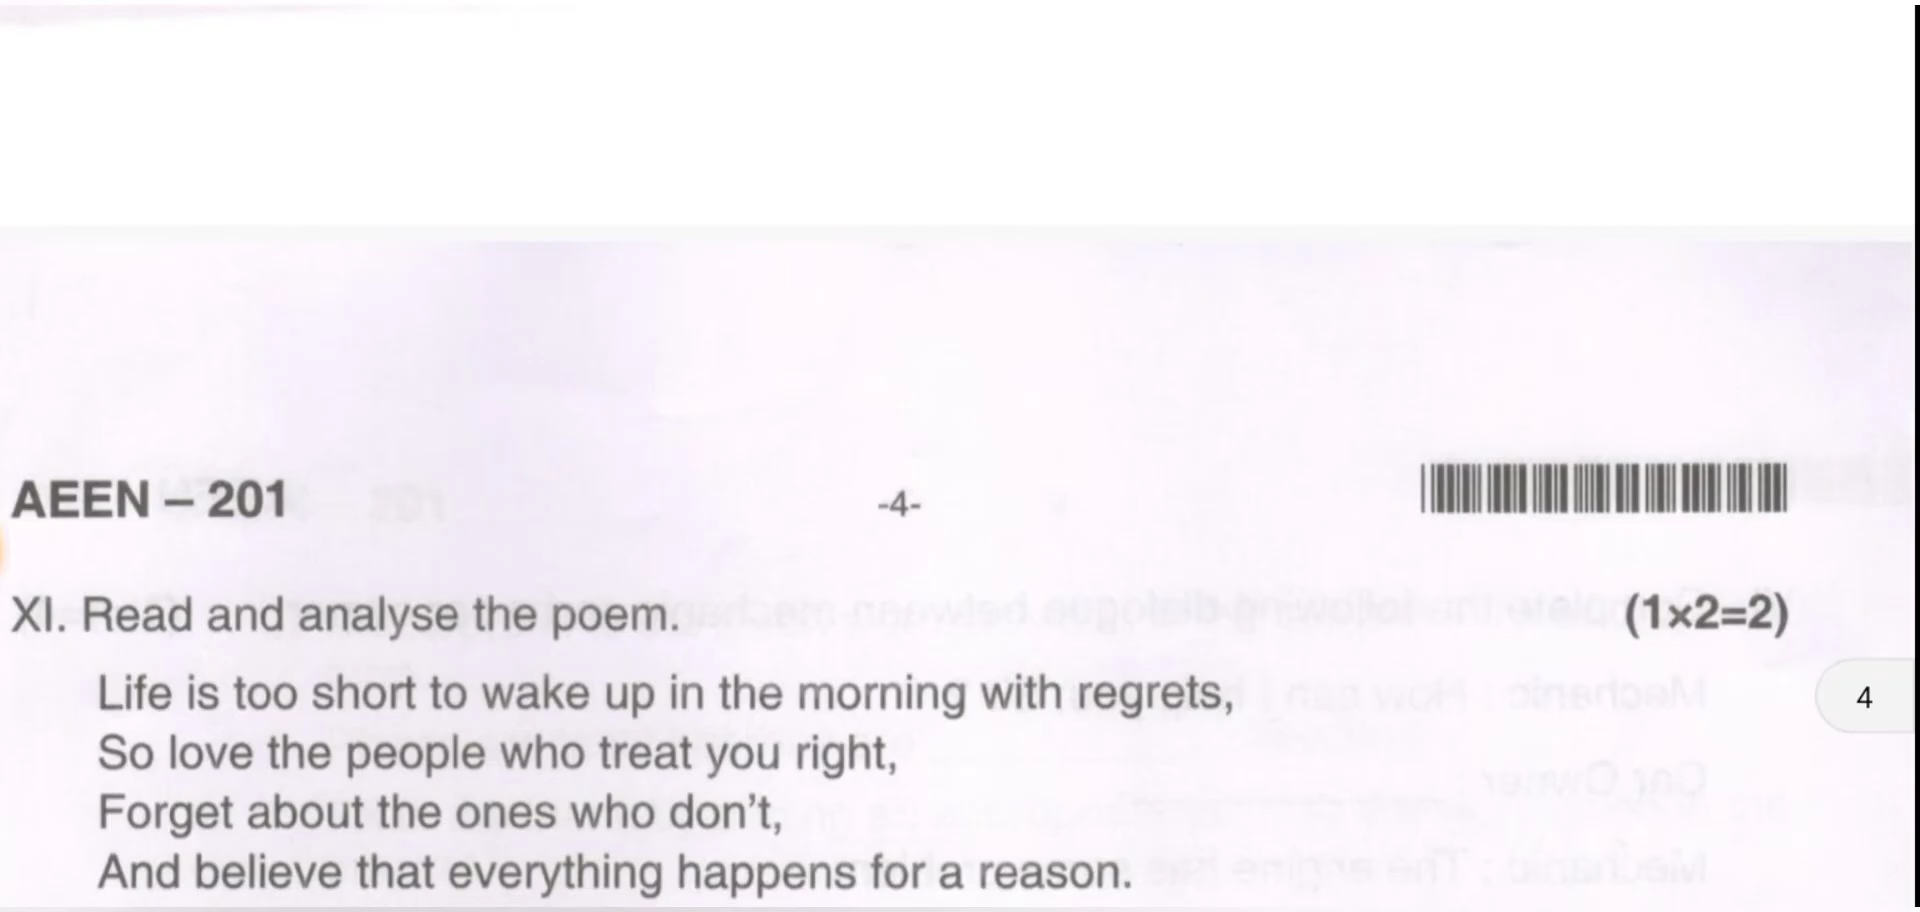 AEEN – 201
-4-
XI. Read and analyse the poem.
(1×2=2)
Life is too short to wake up in the morning with regrets,
4
So love the people who treat you right,
Forget about the ones who don't,
And believe that everything happens for a reason.